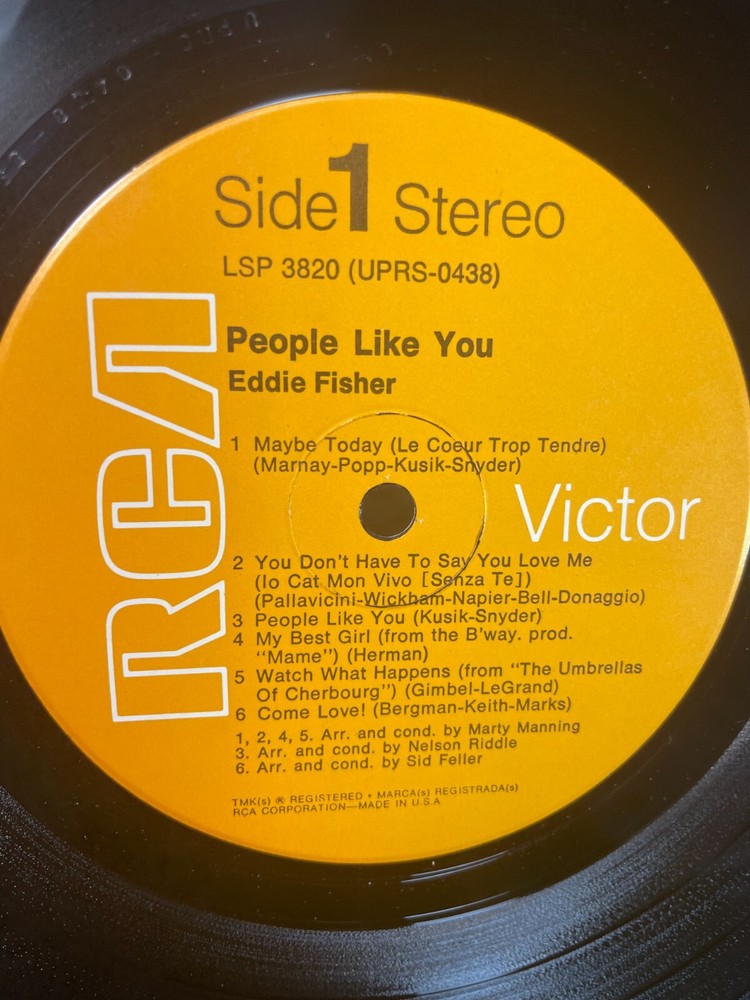 Side 1 Stereo
LSP 3820 (UPRS-0438)
People Like You
Eddie Fisher
1 Maybe Today (Le Coeur Trop Tendre)
(Marnay-Popp-Kusik-Snyder)
RCA
Victor
2 You Don't Have To Say You Love Me
(Io Cat Mon Vivo [Senza Te])
(Pallavicini-Wickham-Napier-Bell-Donaggio)
3 People Like You (Kusik-Snyder)
4 My Best Girl (from the B'way. prod.
"Mame") (Herman)
5 Watch What Happens (from "The Umbrellas
Of Cherbourg") (Gimbel-LeGrand)
6 Come Love! (Bergman-Keith-Marks)
1, 2, 4, 5. Arr. and cond. by Marty Manning
3. Arr. and cond. by Nelson Riddle
6. Arr. and cond. by Sid Feller
TMK(s) ® REGISTERED • MARCA(s) REGISTRADA(s)
RCA CORPORATION—MADE IN U.S.A